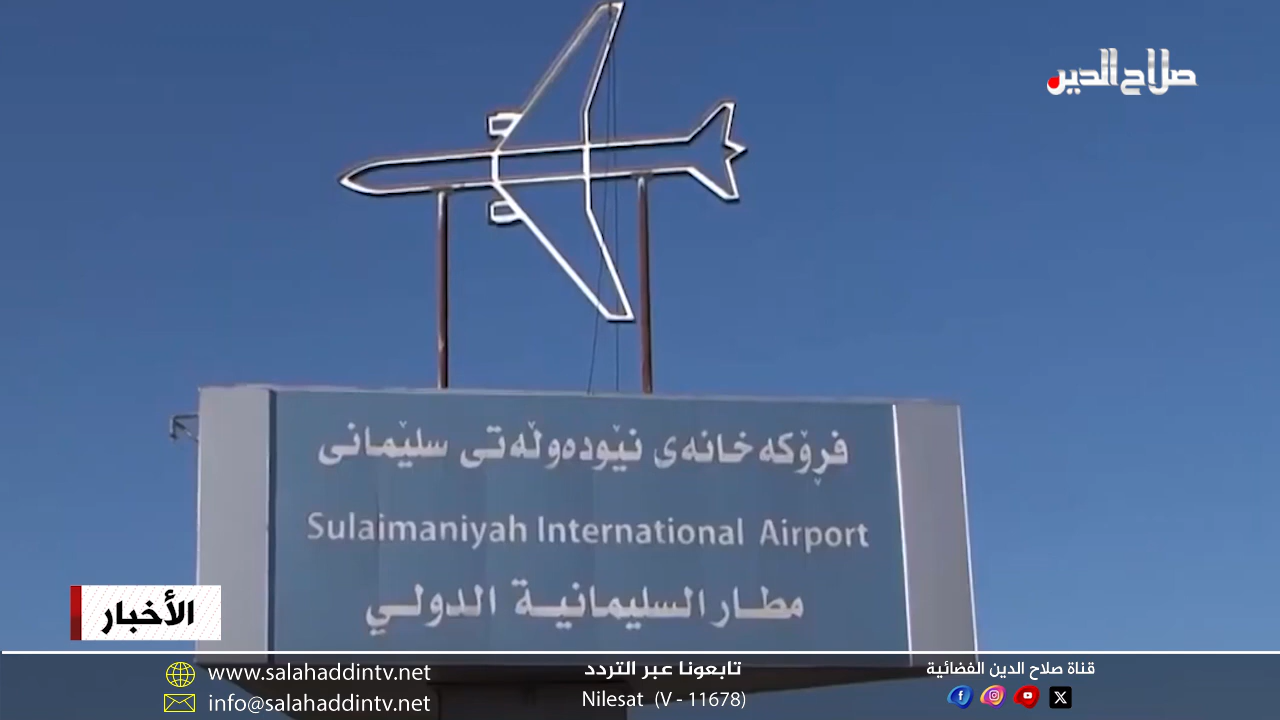 صلاح الدين
فڕۆکەخانەی نێودەوڵەتی سلێمانی
Sulaimaniyah International Airport
مطار السليمانية الدولي
الأخبار
www.salahaddintv.net
info@salahaddintv.net
تابعونا عبر التردد
Nilesat (V - 11678)
قناة صلاح الدين الفضائية